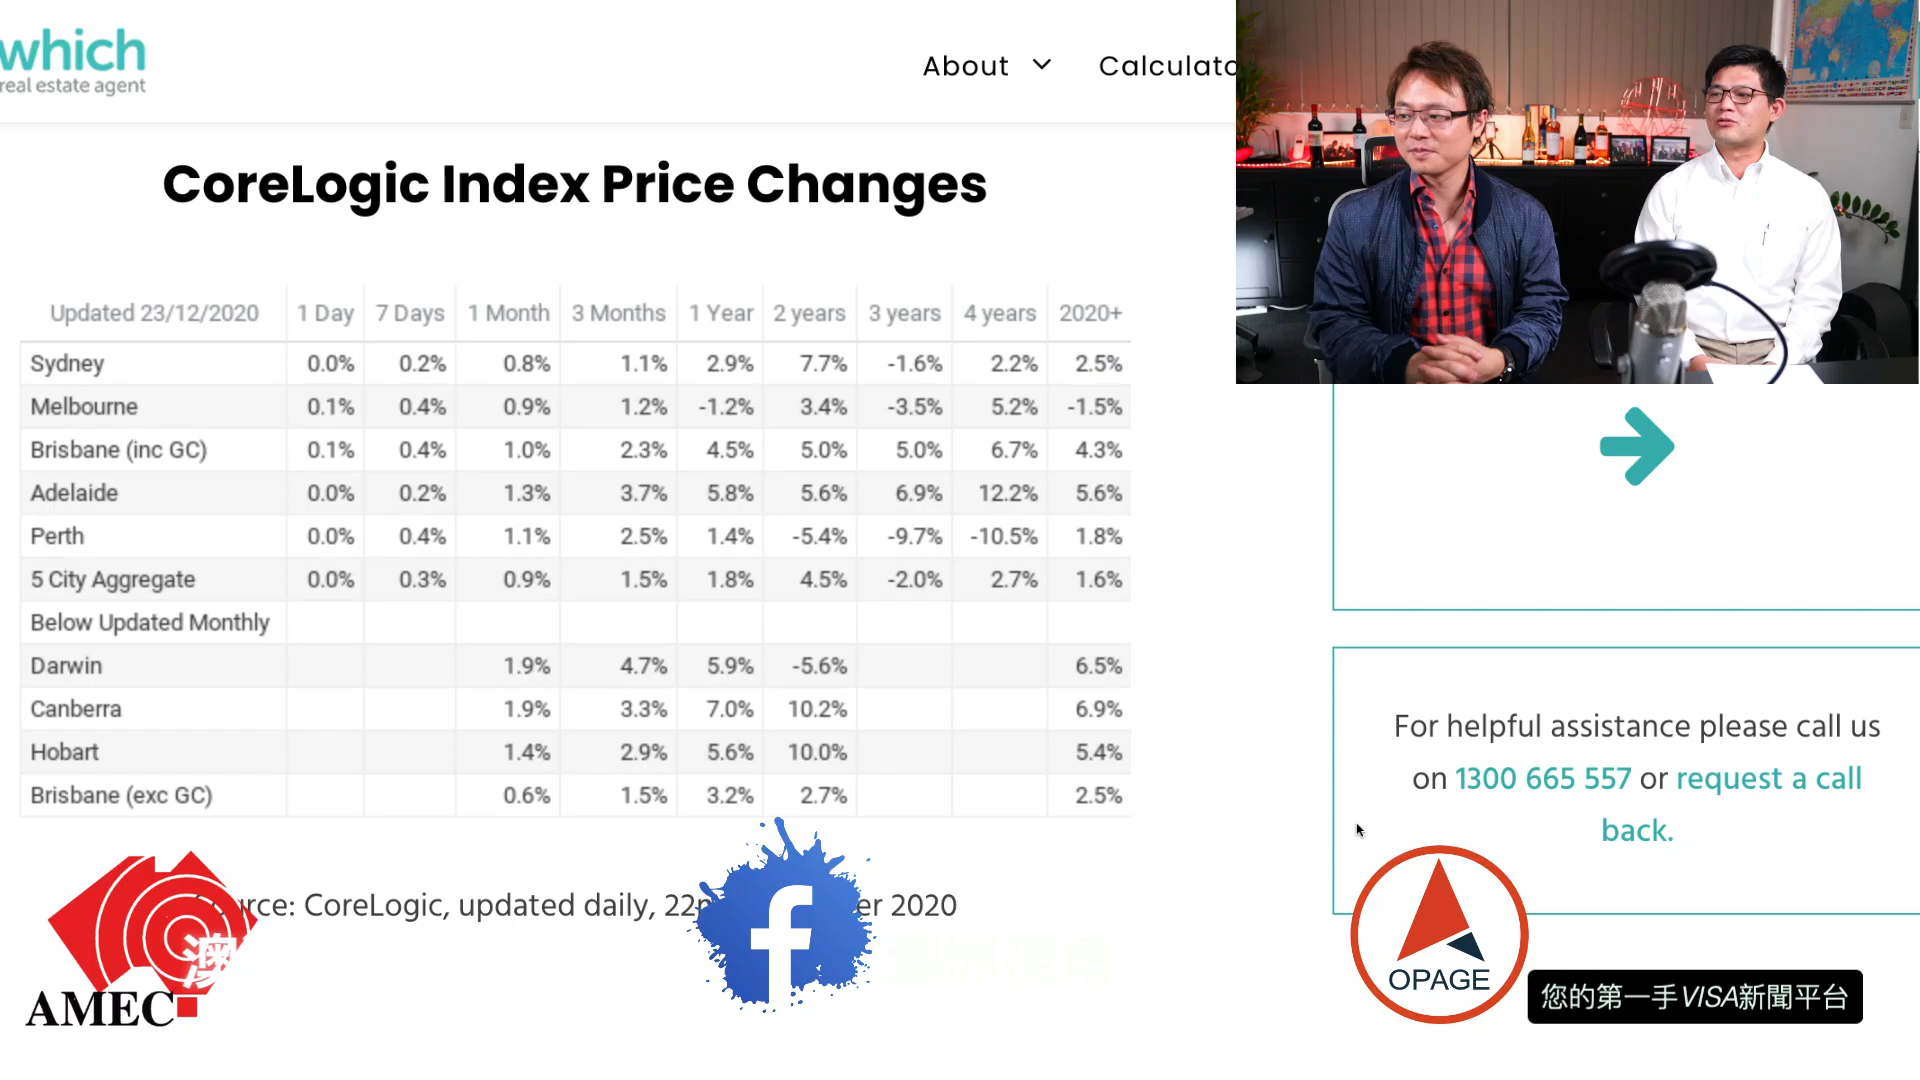 which
real estate agent
About
Calculato
CoreLogic Index Price Changes
Updated 23/12/2020 1 Day 7 Days 1 Month 3 Months 1 Year 2 years 3 years 4 years 2020+
Sydney 0.0% 0.2% 0.8% 1.1% 2.9% 7.7% -1.6% 2.2% 2.5%
Melbourne 0.1% 0.4% 0.9% 1.2% -1.2% 3.4% -3.5% 5.2% -1.5%
Brisbane (inc GC) 0.1% 0.4% 1.0% 2.3% 4.5% 5.0% 5.0% 6.7% 4.3%
Adelaide 0.0% 0.2% 1.3% 3.7% 5.8% 5.6% 6.9% 12.2% 5.6%
Perth 0.0% 0.4% 1.1% 2.5% 1.4% -5.4% -9.7% -10.5% 1.8%
5 City Aggregate 0.0% 0.3% 0.9% 1.5% 1.8% 4.5% -2.0% 2.7% 1.6%
Below Updated Monthly
Darwin 1.9% 4.7% 5.9% -5.6% 6.5%
Canberra 1.9% 3.3% 7.0% 10.2% 6.9%
Hobart 1.4% 2.9% 5.6% 10.0% 5.4%
Brisbane (exc GC) 0.6% 1.5% 3.2% 2.7% 2.5%
rce: CoreLogic, updated daily, 22 er 2020
For helpful assistance please call us
on 1300 665 557 or request a call
back.
澳
AMEC
f
OPAGE
您的第一手VISA新聞平台